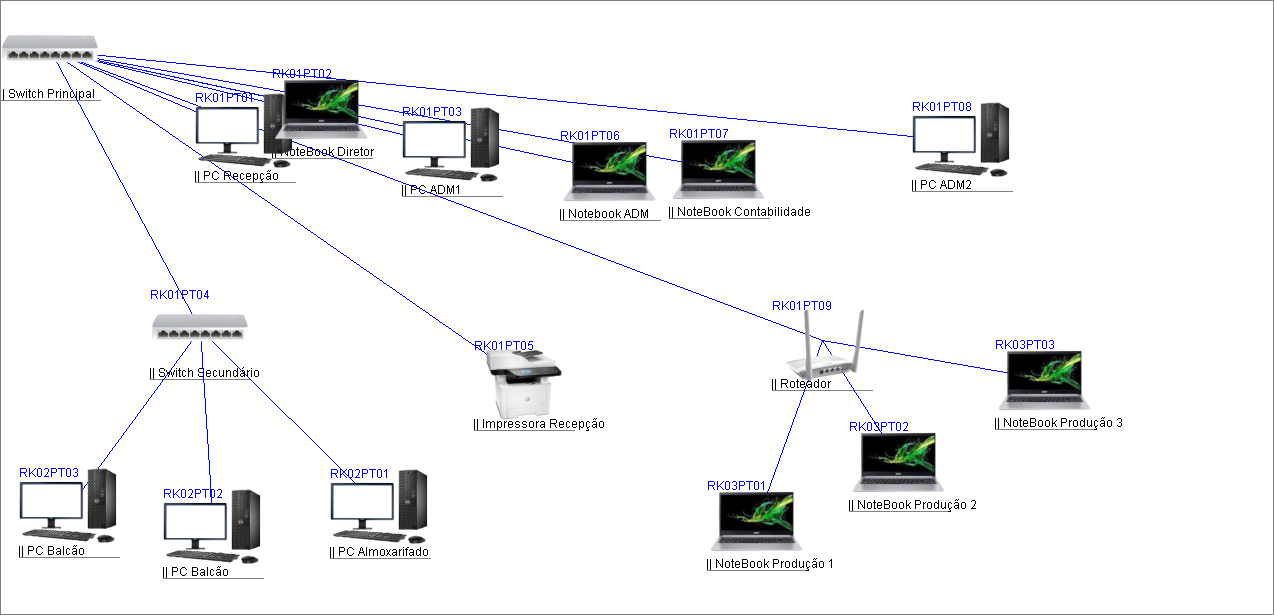 || Switch Principal
RK01PT02
RK01PT01
RK01PT03
RK01PT06
RK01PT07
RK01PT08
|| NoteBook Diretor
|| PC Recepção
|| PC ADM1
|| Notebook ADM
|| NoteBook Contabilidade
|| PC ADM2
RK01PT04
|| Switch Secundário
RK01PT05
|| Impressora Recepção
RK01PT09
|| Roteador
RK03PT03
|| NoteBook Produção 3
RK02PT03
|| PC Balcão
RK02PT02
|| PC Balcão
RK02PT01
|| PC Almoxarifado
RK03PT01
|| NoteBook Produção 1
RK03PT02
|| NoteBook Produção 2